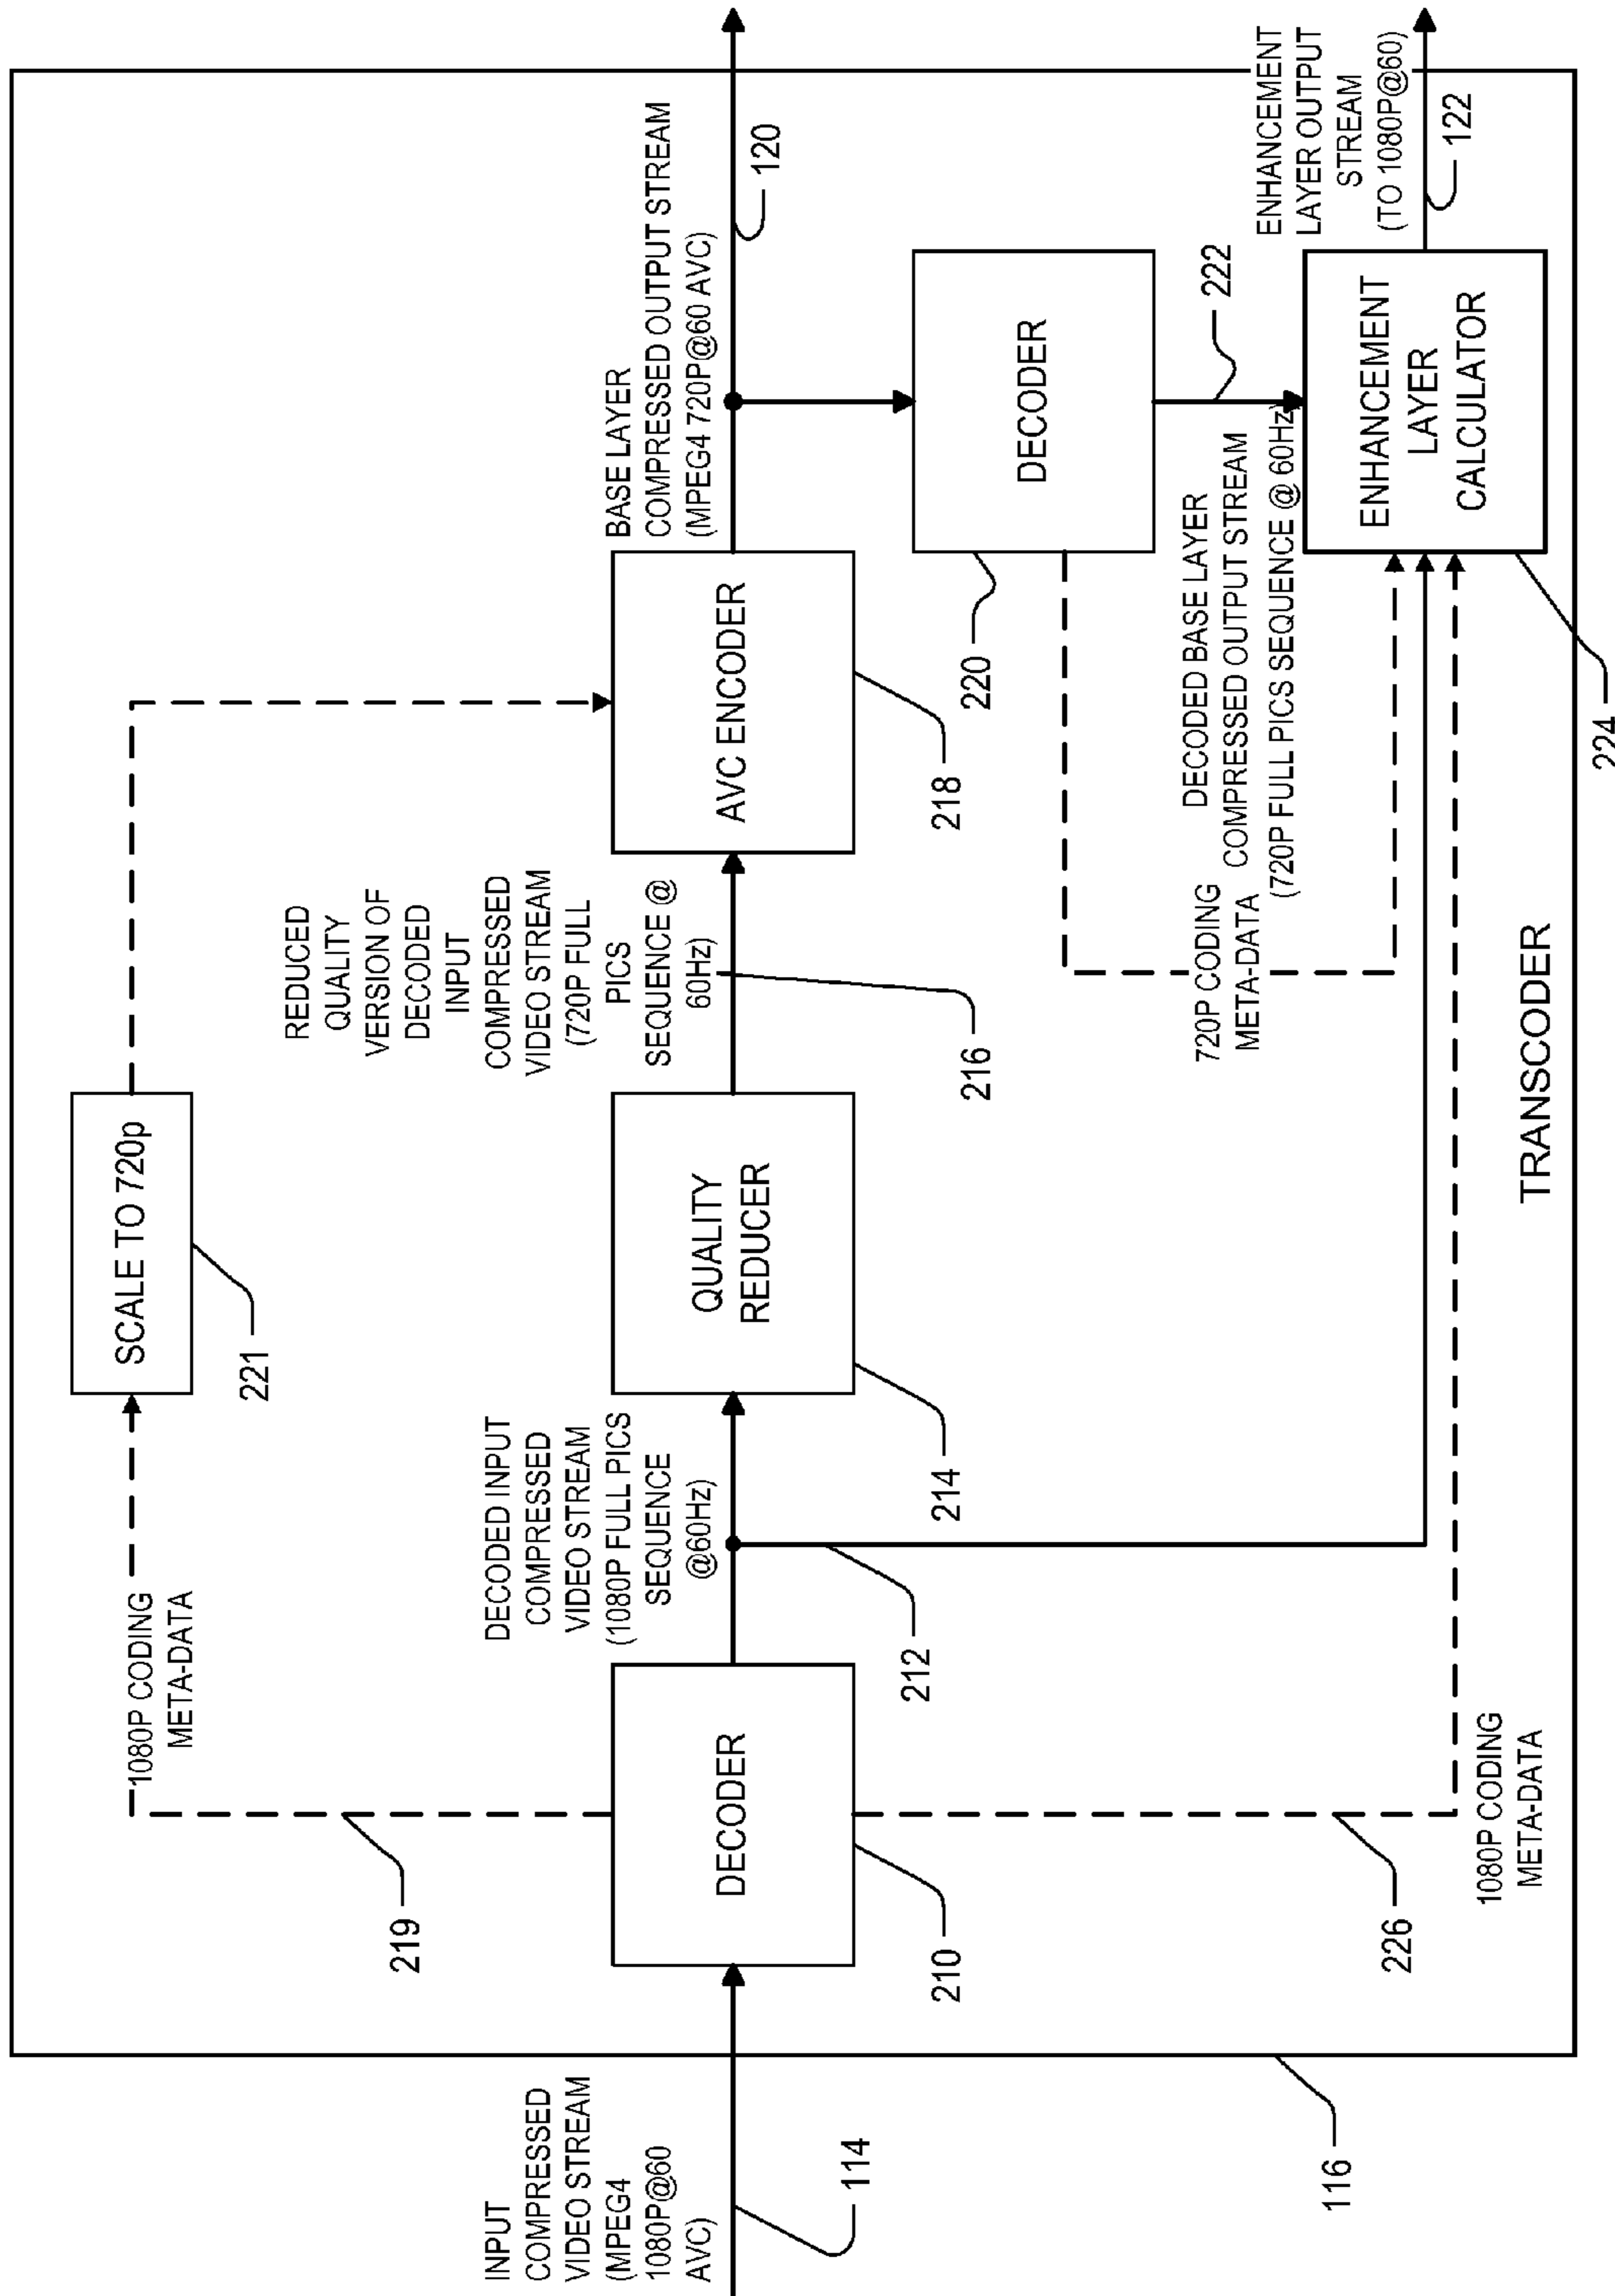 INPUT
COMPRESSED
VIDEO STREAM
(MPEG4
1080P@60
AVC)
114
116
1080P CODING
META-DATA
219
SCALE TO 720p
221
DECODER
210
DECODED INPUT
COMPRESSED
VIDEO STREAM
(1080P FULL PICS
SEQUENCE
@60Hz)
212
QUALITY
REDUCER
214
REDUCED
QUALITY
VERSION OF
DECODED
INPUT
COMPRESSED
VIDEO STREAM
(720P FULL
PICS
SEQUENCE @
60Hz)
216
AVC ENCODER
218
BASE LAYER
COMPRESSED OUTPUT STREAM
(MPEG4 720P@60 AVC)
120
DECODER
220
222
DECODED BASE LAYER
COMPRESSED OUTPUT STREAM
(720P FULL PICS SEQUENCE @ 60Hz)
720P CODING
META-DATA
ENHANCEMENT
LAYER
CALCULATOR
224
ENHANCEMENT
LAYER OUTPUT
STREAM
(TO 1080P@60)
122
226
1080P CODING
META-DATA
TRANSCODER